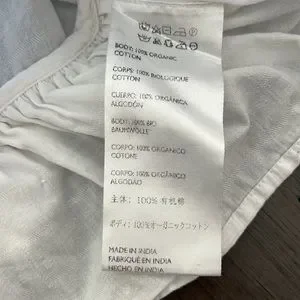 BODY: 100% ORGANIC
COTTON
CORPS: 100% BIOLOGIQUE
COTTON
CUERPO: 100% ORGÁNICA
ALGODÓN
BODY: 100% BIO
BAUMWOLLE
CORPO: 100% ORGANICO
COTONE
CORPO: 100% ORGÂNICO
ALGODÃO
主体: 100% 有机棉
ボディ: 100%オーガニックコットン
MADE IN INDIA
FABRIQUÉ EN INDIA
HECHO EN INDIA